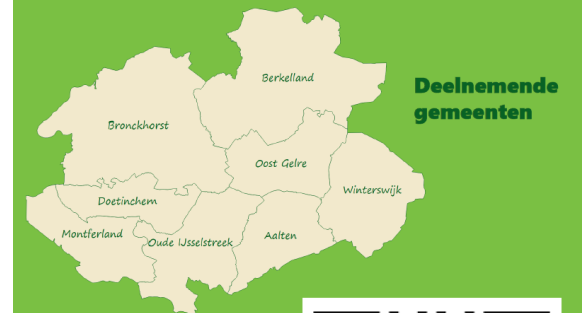 Berkelland
Deelnemende
gemeenten
Bronckhorst
Oost Gelre
Winterswijk
Doetinchem
Montferland
Oude IJsselstreek
Aalten